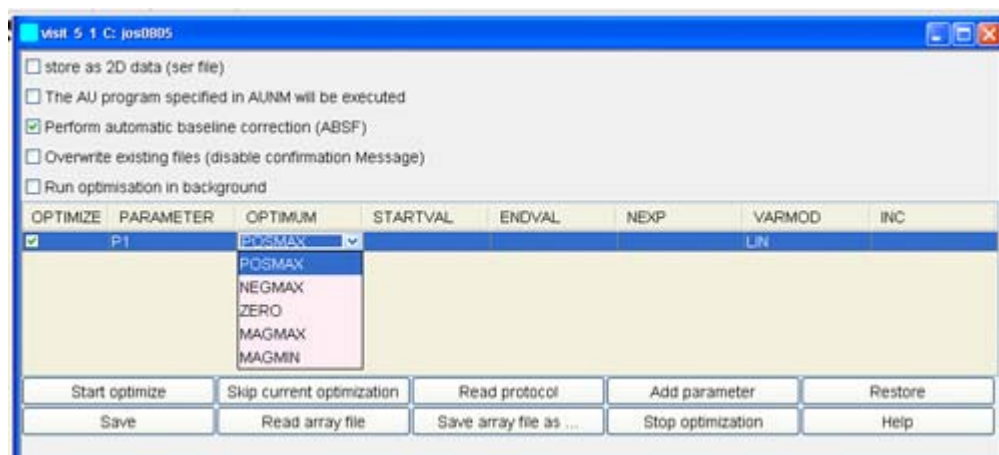 visit 5 1 C: jos0805
store as 2D data (ser file)
The AU program specified in AUNM will be executed
Perform automatic baseline correction (ABSF)
Overwrite existing files (disable confirmation Message)
Run optimisation in background
OPTIMIZE PARAMETER OPTIMUM STARTVAL ENDVAL NEXP VARMOD INC
P1 POSMAX LIN
POSMAX
NEGMAX
ZERO
MAGMAX
MAGMIN
Start optimize Skip current optimization Read protocol Add parameter Restore
Save Read array file Save array file as ... Stop optimization Help